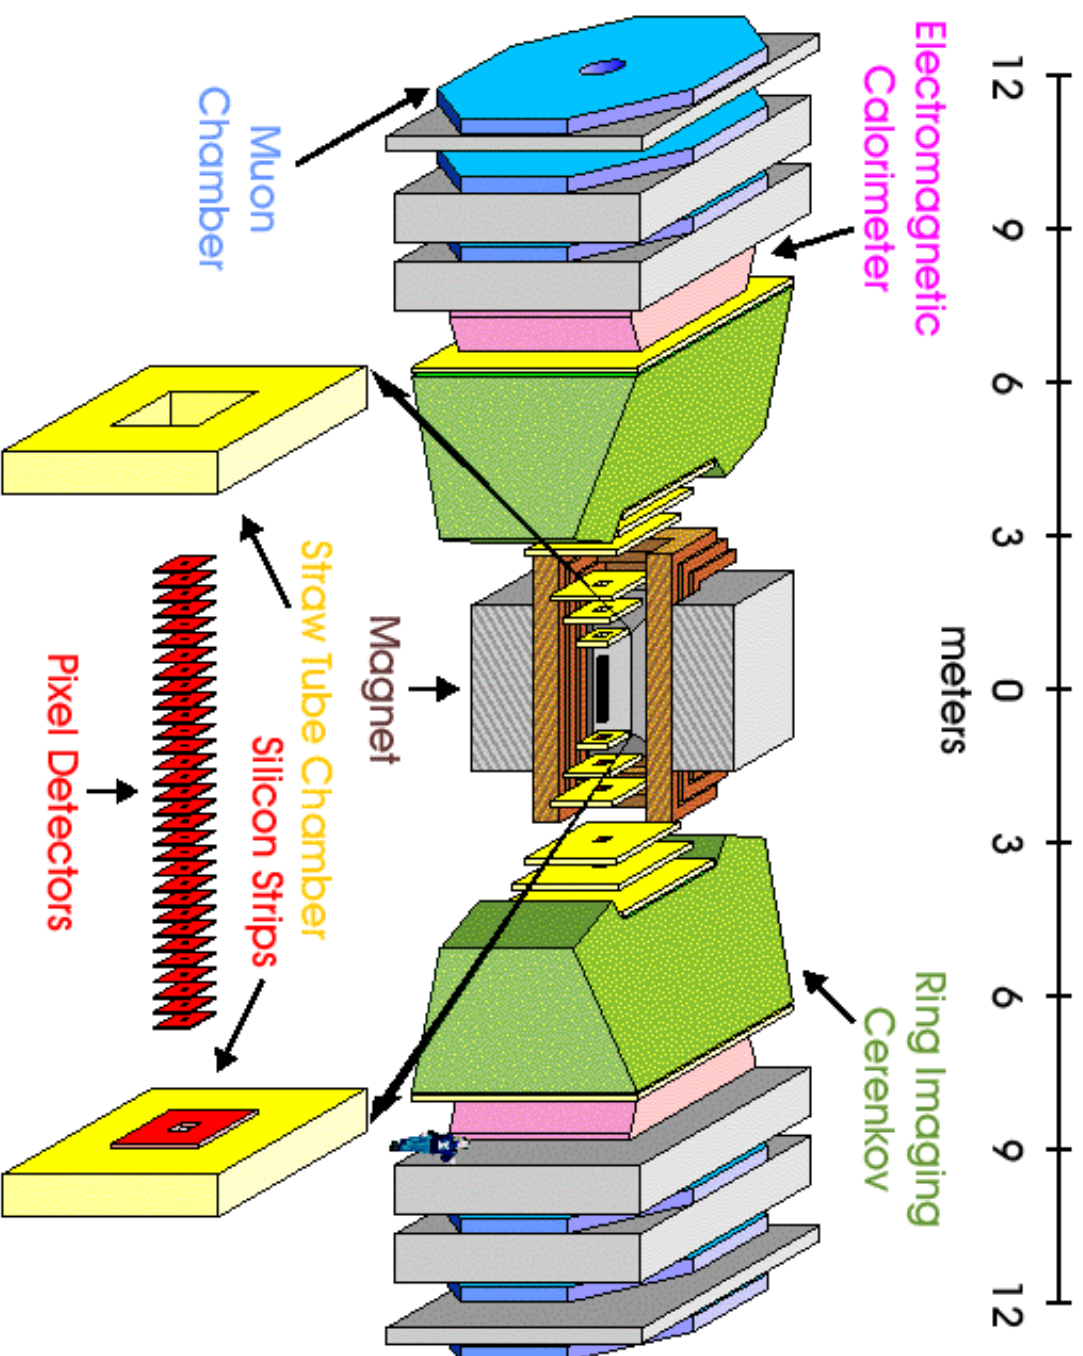 12 9 6 3 0 3 6 9 12
meters
Electromagnetic
Calorimeter
Ring Imaging
Cerenkov
Magnet
Straw Tube Chamber
Silicon Strips
Muon
Chamber
Pixel Detectors